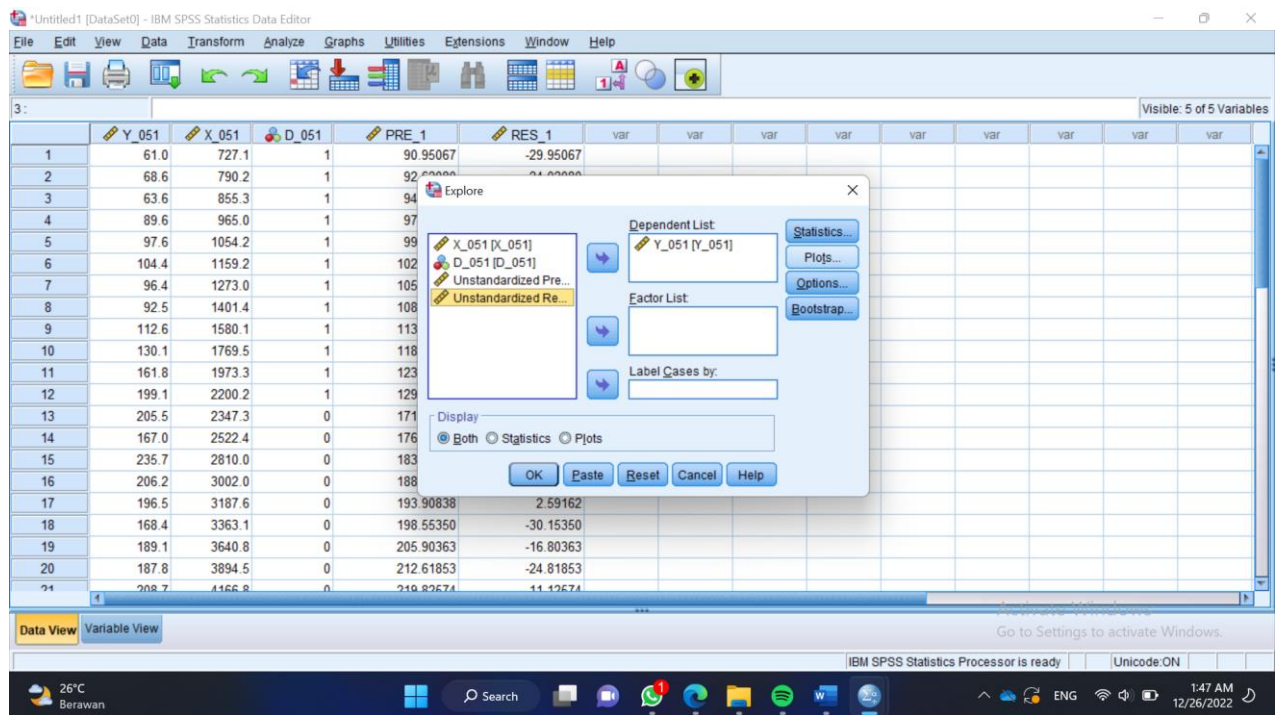 *Untitled1 [DataSet0] - IBM SPSS Statistics Data Editor
File Edit View Data Transform Analyze Graphs Utilities Extensions Window Help
3 : Visible: 5 of 5 Variables
Y_051 X_051 D_051 PRE_1 RES_1 var var var var var var var var var
1 61.0 727.1 1 90.95067 -29.95067
2 68.6 790.2 1
3 63.6 855.3 1 94
4 89.6 965.0 1 97
5 97.6 1054.2 1 99
6 104.4 1159.2 1 102
7 96.4 1273.0 1 105
8 92.5 1401.4 1 108
9 112.6 1580.1 1 113
10 130.1 1769.5 1 118
11 161.8 1973.3 1 123
12 199.1 2200.2 1 129
13 205.5 2347.3 0 171
14 167.0 2522.4 0 176
15 235.7 2810.0 0 183
16 206.2 3002.0 0 188
17 196.5 3187.6 0 193.90838 2.59162
18 168.4 3363.1 0 198.55350 -30.15350
19 189.1 3640.8 0 205.90363 -16.80363
20 187.8 3894.5 0 212.61853 -24.81853
21 208.7 4166.8 0 219.82674 -11.12674
Explore
X_051 [X_051]
D_051 [D_051]
Unstandardized Pre...
Unstandardized Re...
Dependent List:
Y_051 [Y_051]
Factor List:
Label Cases by:
Statistics...
Plots...
Options...
Bootstrap...
Display
Both Statistics Plots
OK Paste Reset Cancel Help
Data View Variable View
Go to Settings to activate Windows.
IBM SPSS Statistics Processor is ready Unicode:ON
26°C
Berawan
Search
1
ENG
1:47 AM
12/26/2022